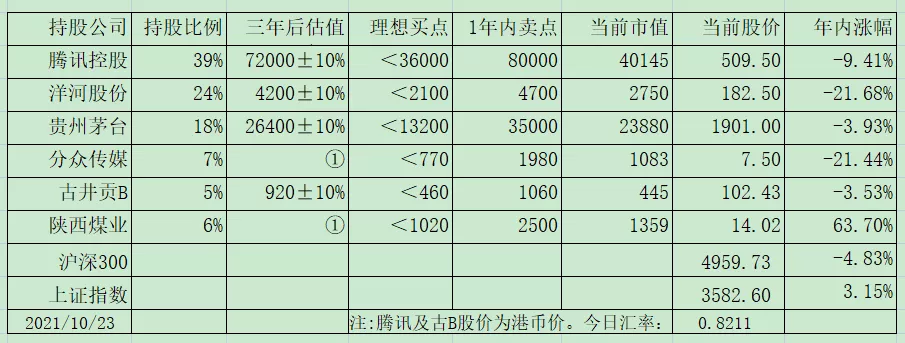 持股公司 持股比例 三年后估值 理想买点 1年内卖点 当前市值 当前股价 年内涨幅
腾讯控股 39% 72000±10% <36000 80000 40145 509.50 -9.41%
洋河股份 24% 4200±10% <2100 4700 2750 182.50 -21.68%
贵州茅台 18% 26400±10% <13200 35000 23880 1901.00 -3.93%
分众传媒 7% ① <770 1980 1083 7.50 -21.44%
古井贡B 5% 920±10% <460 1060 445 102.43 -3.53%
陕西煤业 6% ① <1020 2500 1359 14.02 63.70%
沪深300 4959.73 -4.83%
上证指数 3582.60 3.15%
2021/10/23 注:腾讯及古B股价为港币价。今日汇率: 0.8211